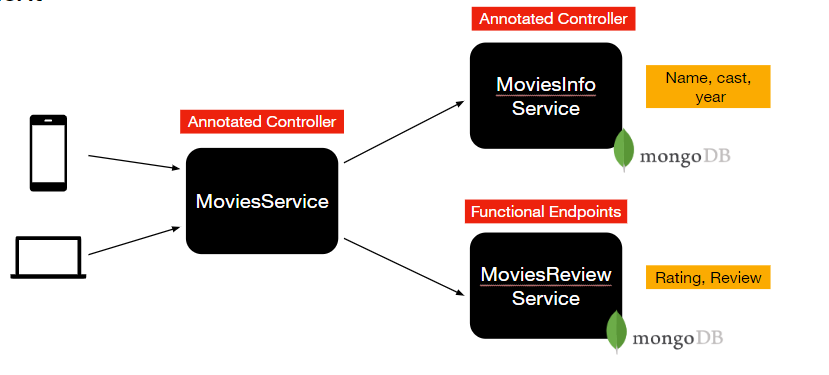 Annotated Controller
MoviesInfo
Service
Name, cast,
year
mongoDB
Annotated Controller
MoviesService
Functional Endpoints
MoviesReview
Service
Rating, Review
mongoDB